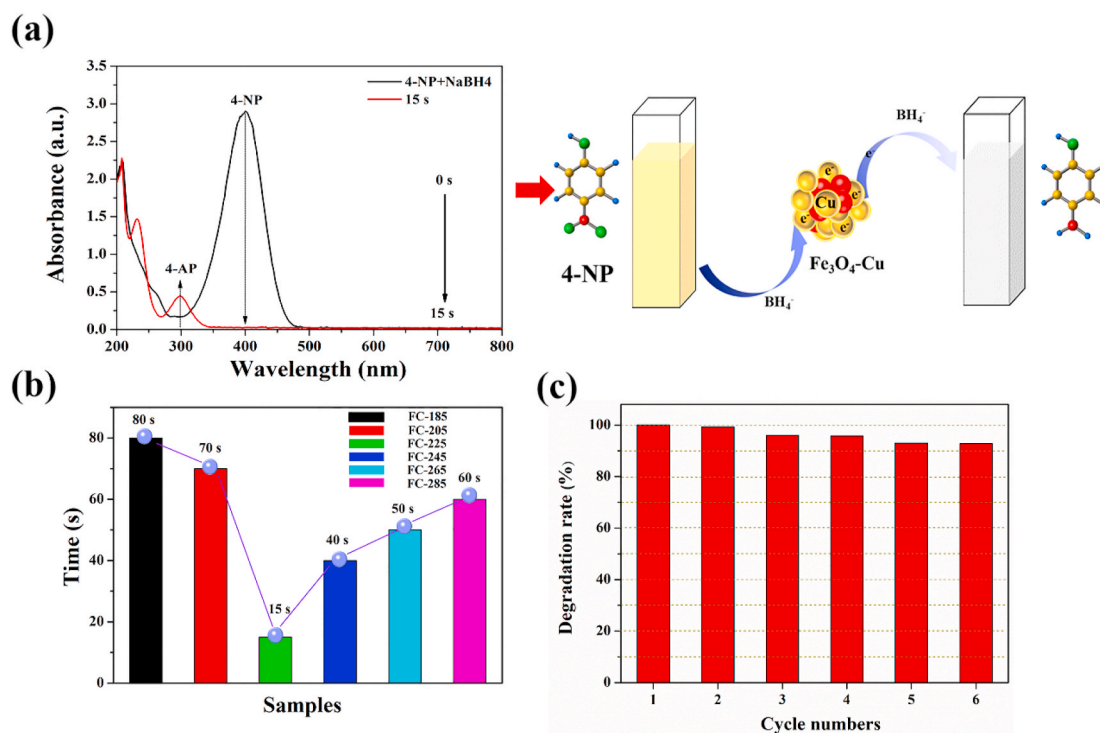 (a)
3.5
3.0
2.5
2.0
1.5
1.0
0.5
0.0
Absorbance (a.u.)
200 300 400 500 600 700 800
Wavelength (nm)
4-NP+NaBH4
15 s
4-NP
4-AP
0 s
15 s
4-NP
BH₄⁻
e⁻
e⁻
e⁻
e⁻
e⁻
Cu
Fe₃O₄-Cu
BH₄⁻
(b)
80
60
40
20
0
Time (s)
80 s
70 s
15 s
40 s
50 s
60 s
FC-185
FC-205
FC-225
FC-245
FC-265
FC-285
Samples
(c)
100
80
60
40
20
0
Degradation rate (%)
1 2 3 4 5 6
Cycle numbers